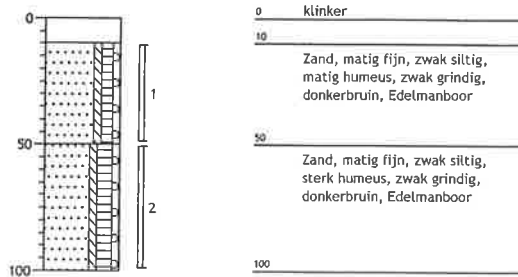 0
50
100
1
2
0 klinker
10
Zand, matig fijn, zwak siltig,
matig humeus, zwak grindig,
donkerbruin, Edelmanboor
50
Zand, matig fijn, zwak siltig,
sterk humeus, zwak grindig,
donkerbruin, Edelmanboor
100